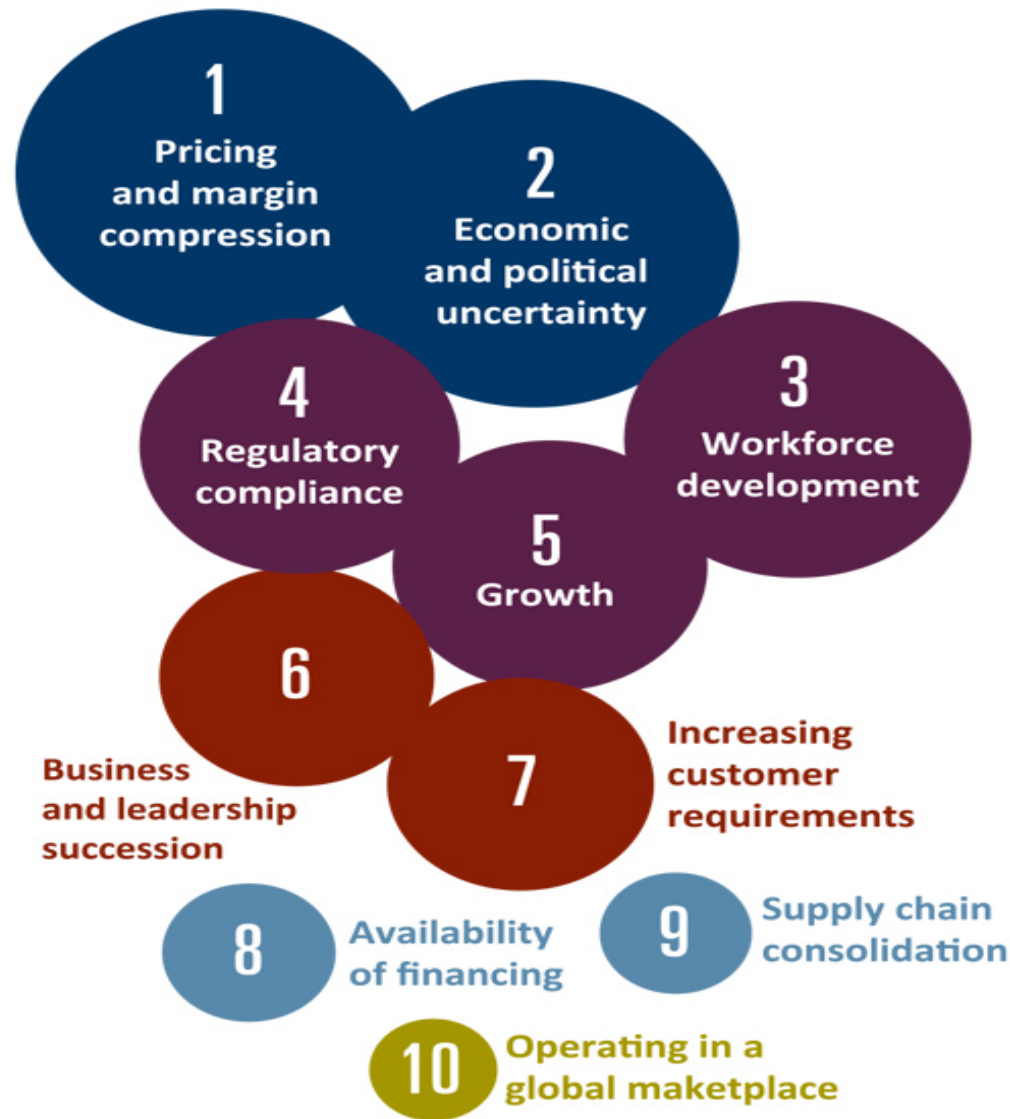 1
Pricing
and margin
compression
2
Economic
and political
uncertainty
3
Workforce
development
4
Regulatory
compliance
5
Growth
6
Business
and leadership
succession
7
Increasing
customer
requirements
8
Availability
of financing
9
Supply chain
consolidation
10
Operating in a
global maketplace